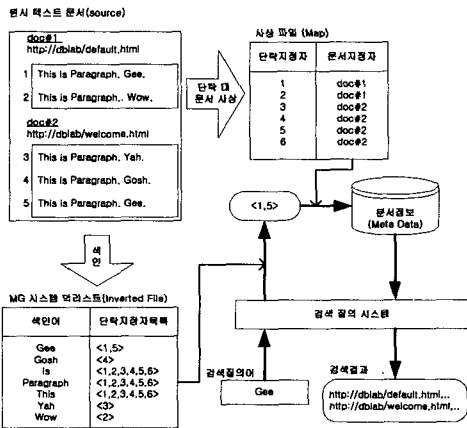 원시 텍스트 문서(source)
doc#1
http://dblab/default.html
1 This is Paragraph. Gee.
2 This is Paragraph.. Wow.
doc#2
http://dblab/welcome.html
3 This is Paragraph. Yah.
4 This is Paragraph. Gosh.
5 This is Paragraph. Gee.
단락 대
문서 사상
사상 파일 (Map)
단락지정자 문서지정자
1 doc#1
2 doc#1
3 doc#2
4 doc#2
5 doc#2
6 doc#2
<1,5>
문서정보
(Meta Data)
색인
MG 시스템 역리스트(Inverted File)
색인어 단락지정자목록
Gee <1,5>
Gosh <4>
is <1,2,3,4,5,6>
Paragraph <1,2,3,4,5,6>
This <1,2,3,4,5,6>
Yah <3>
Wow <2>
검색 질의 시스템
검색질의어
Gee
검색결과
http://dblab/default.html...
http://dblab/welcome.html...